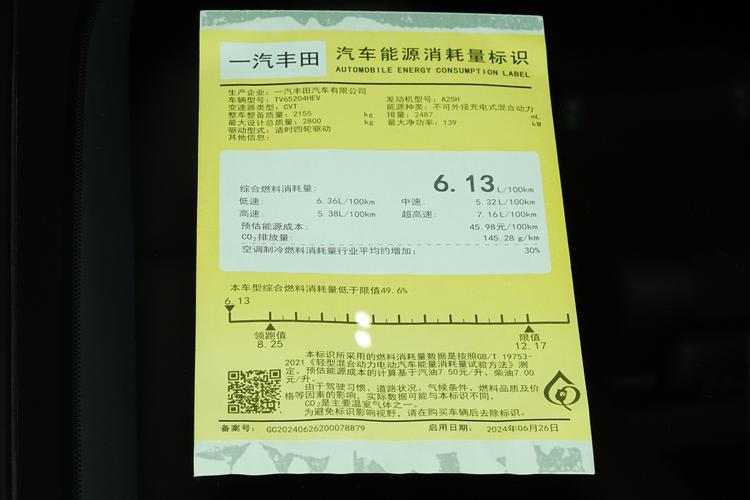 一汽丰田 汽车能源消耗量标识
AUTOMOBILE ENERGY CONSUMPTION LABEL
生产企业：一汽丰田汽车有限公司
车辆型号：TV65204HEV 发动机型号：A25H
变速器类型：CVT 能源种类：不可外接充电式混合动力
整车整备质量：2155 kg 排量：2487 mL
最大设计总质量：2800 kg 最大净功率：139 kW
驱动型式：适时四轮驱动
其他信息：
综合燃料消耗量： 6.13 L/100km
低速： 6.36L/100km 中速： 5.32L/100km
高速： 5.38L/100km 超高速： 7.16L/100km
预估能源成本： 45.98元/100km
CO₂排放量： 145.28 g/km
空调制冷燃料消耗量行业平均约增加： 30%
本车型综合燃料消耗量低于限值49.6%
6.13
领跑值 限值
8.25 12.17
本标识所采用的燃料消耗量数据是按照GB/T 19753-
2021《轻型混合动力电动汽车能量消耗量试验方法》测
定。预估能源成本的计算基于汽油7.50元/升、柴油7.00
元/升。
由于驾驶习惯、道路状况、气候条件、燃料品质及价
格等因素的影响，实际数据可能与本标识不同。
CO₂是主要温室气体之一。
为避免标识影响视野，请在购买车辆后去除标识。
备案号： GC20240626200078879 启用日期： 2024年06月26日